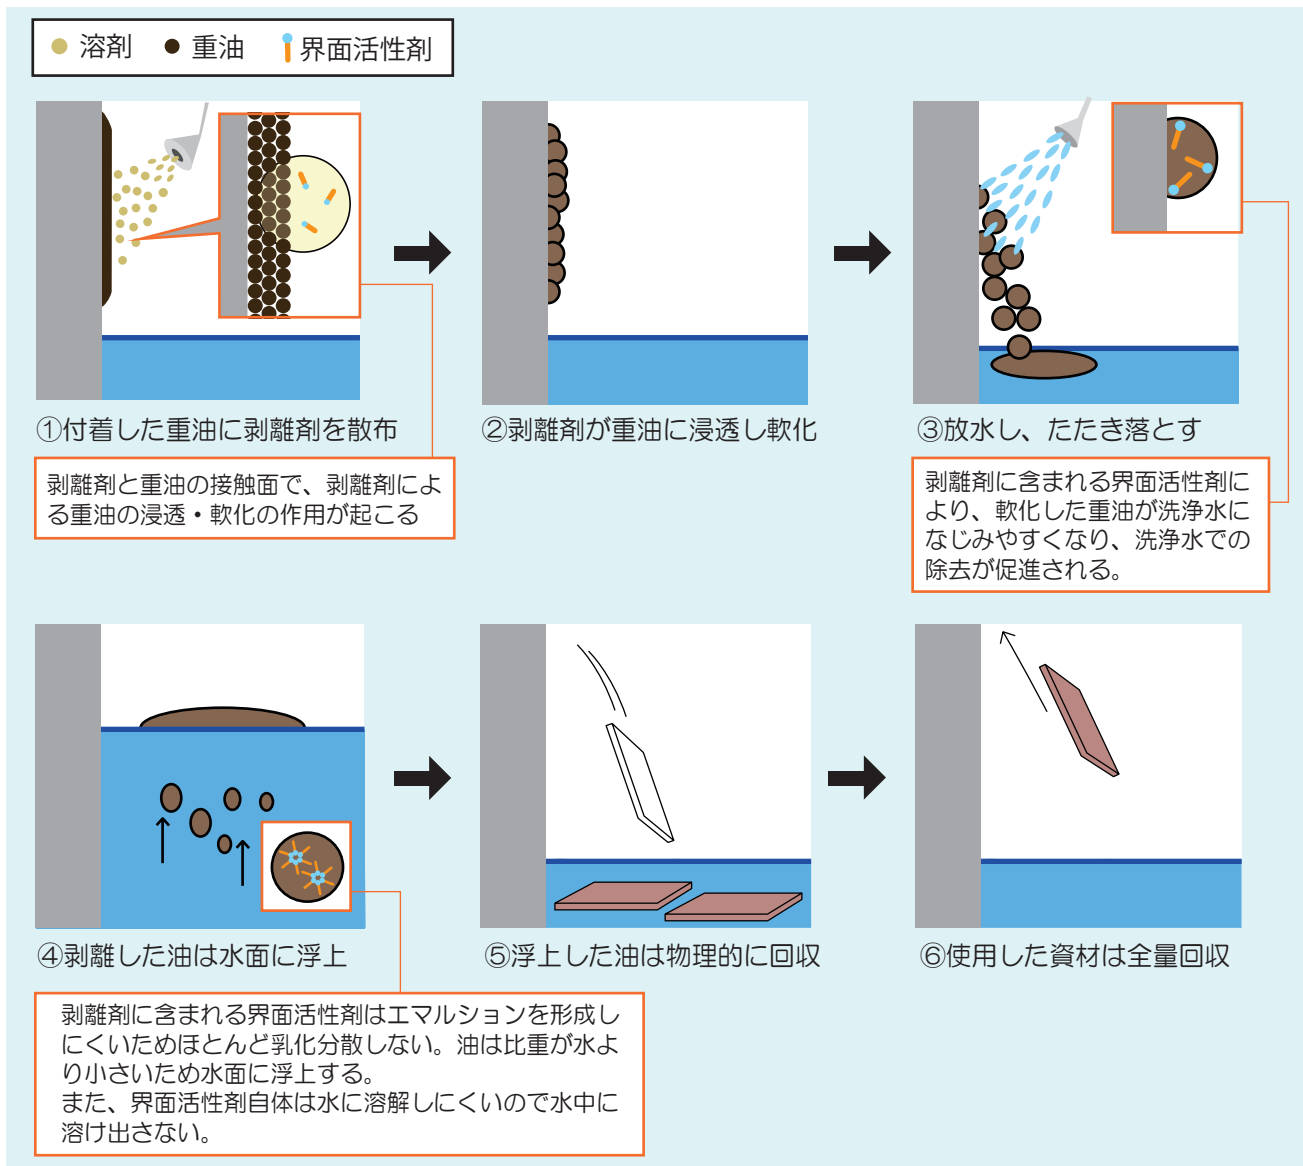 溶剤 重油 界面活性剤
①付着した重油に剥離剤を散布
②剥離剤が重油に浸透し軟化
③放水し、たたき落とす
剥離剤と重油の接触面で、剥離剤によ
る重油の浸透・軟化の作用が起こる
剥離剤に含まれる界面活性剤に
より、軟化した重油が洗浄水に
なじみやすくなり、洗浄水での
除去が促進される。
④剥離した油は水面に浮上
⑤浮上した油は物理的に回収
⑥使用した資材は全量回収
剥離剤に含まれる界面活性剤はエマルションを形成し
にくいためほとんど乳化分散しない。油は比重が水よ
り小さいため水面に浮上する。
また、界面活性剤自体は水に溶解しにくいので水中に
溶け出さない。